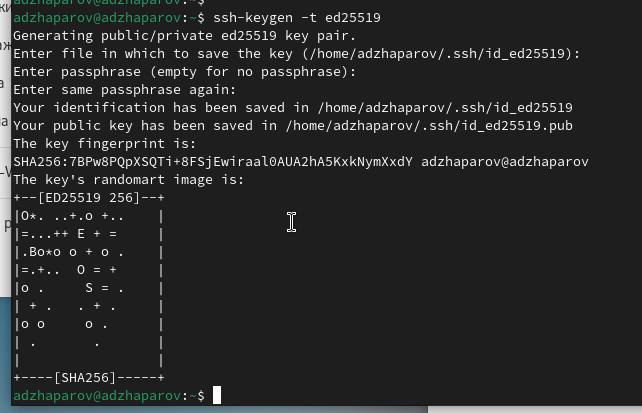 adzhaparov@adzhaparov:~$
adzhaparov@adzhaparov:~$ ssh-keygen -t ed25519
Generating public/private ed25519 key pair.
Enter file in which to save the key (/home/adzhaparov/.ssh/id_ed25519):
Enter passphrase (empty for no passphrase):
Enter same passphrase again:
Your identification has been saved in /home/adzhaparov/.ssh/id_ed25519
Your public key has been saved in /home/adzhaparov/.ssh/id_ed25519.pub
The key fingerprint is:
SHA256:7BPw8PQpXSQTi+8FSjEwiraal0AUA2hA5KxkNymXxdY adzhaparov@adzhaparov
The key's randomart image is:
+--[ED25519 256]--+
|O*. ..+.o +..    |
|=...++ E + =     |
|.Bo*o o + o .    |
|=.+..  O = +     |
|o .     S = .    |
| + .   . + .     |
|o o     o .      |
| .       .       |
|                 |
+----[SHA256]-----+
adzhaparov@adzhaparov:~$